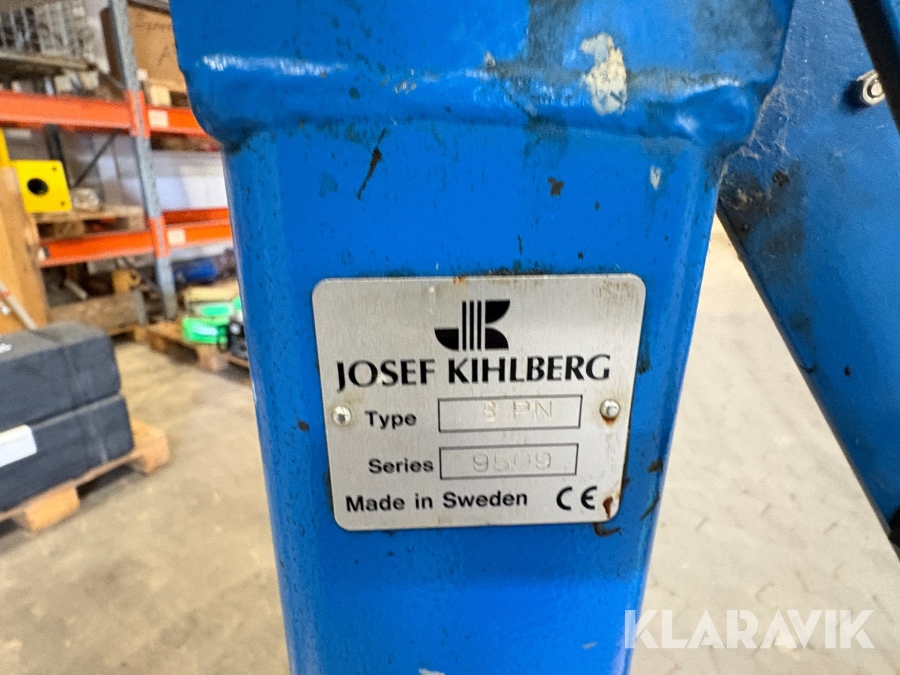 JOSEF KIHLBERG
Type B PN
Series 9509
Made in Sweden CE
KLARAVIK